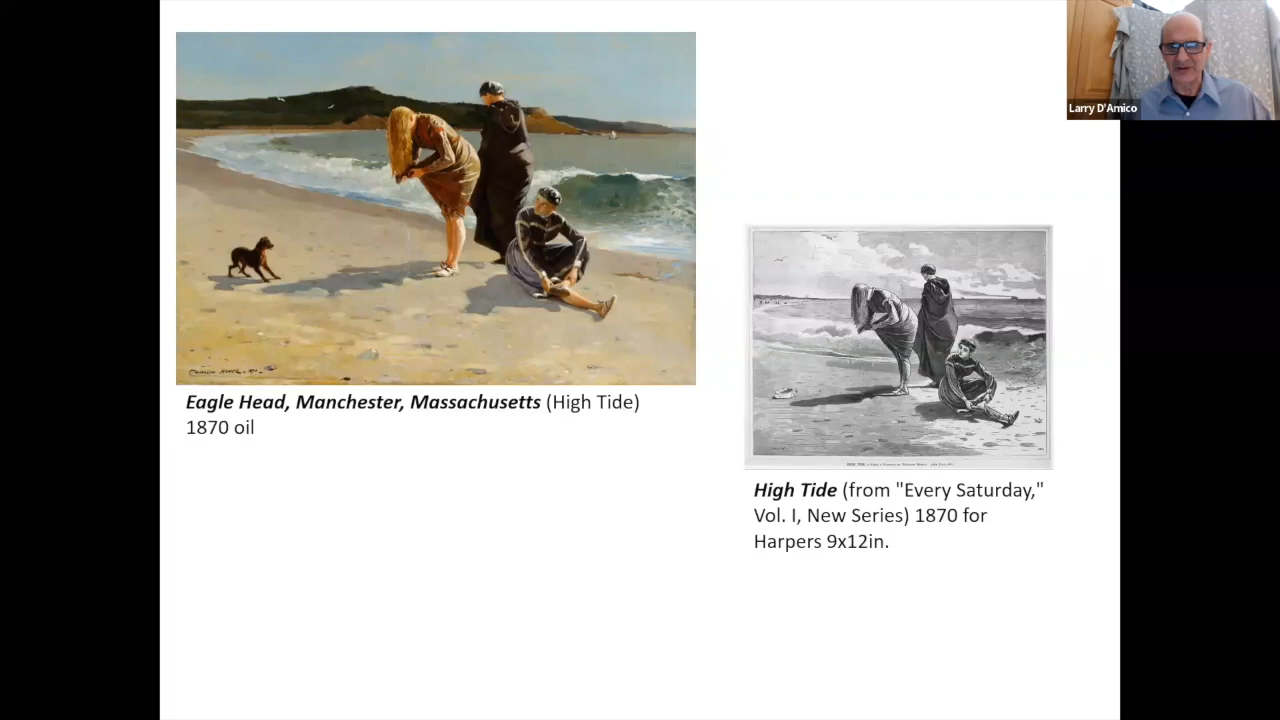 Larry D'Amico
Eagle Head, Manchester, Massachusetts (High Tide)
1870 oil
High Tide (from "Every Saturday,"
Vol. I, New Series) 1870 for
Harpers 9x12in.